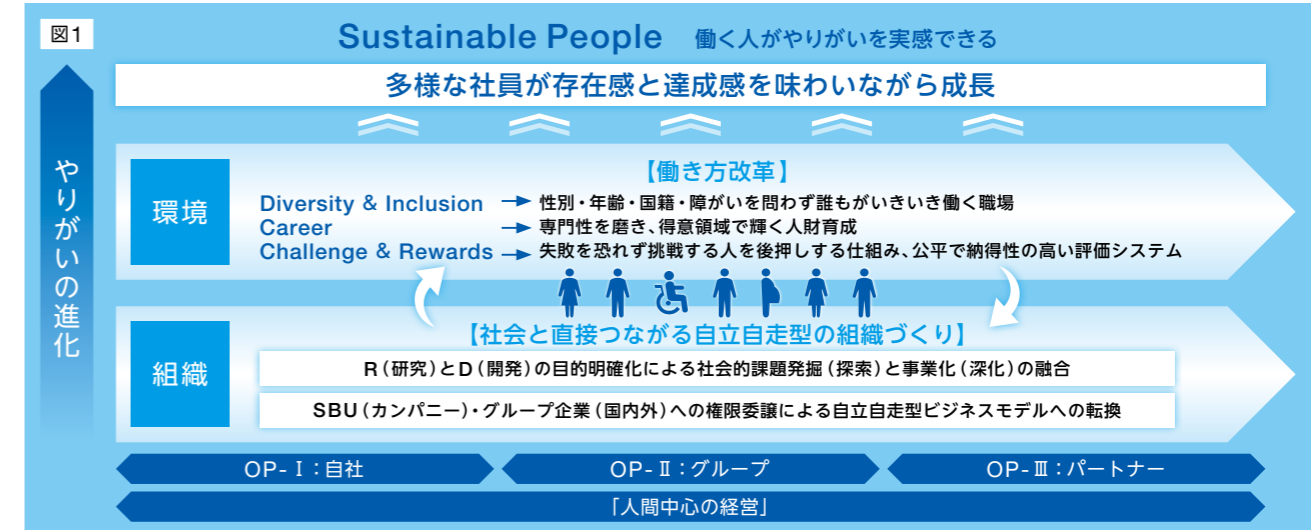 図1
Sustainable People 働く人がやりがいを実感できる
多様な社員が存在感と達成感を味わいながら成長
やりがいの進化
環境
【働き方改革】
Diversity & Inclusion 性別・年齢・国籍・障がいを問わず誰もがいきいき働く職場
Career 専門性を磨き、得意領域で輝く人財育成
Challenge & Rewards 失敗を恐れず挑戦する人を後押しする仕組み、公平で納得性の高い評価システム
組織
【社会と直接つながる自立自走型の組織づくり】
R（研究）とD（開発）の目的明確化による社会的課題発掘（探索）と事業化（深化）の融合
SBU（カンパニー）・グループ企業（国内外）への権限委譲による自立自走型ビジネスモデルへの転換
OP-Ⅰ：自社
OP-Ⅱ：グループ
OP-Ⅲ：パートナー
「人間中心の経営」